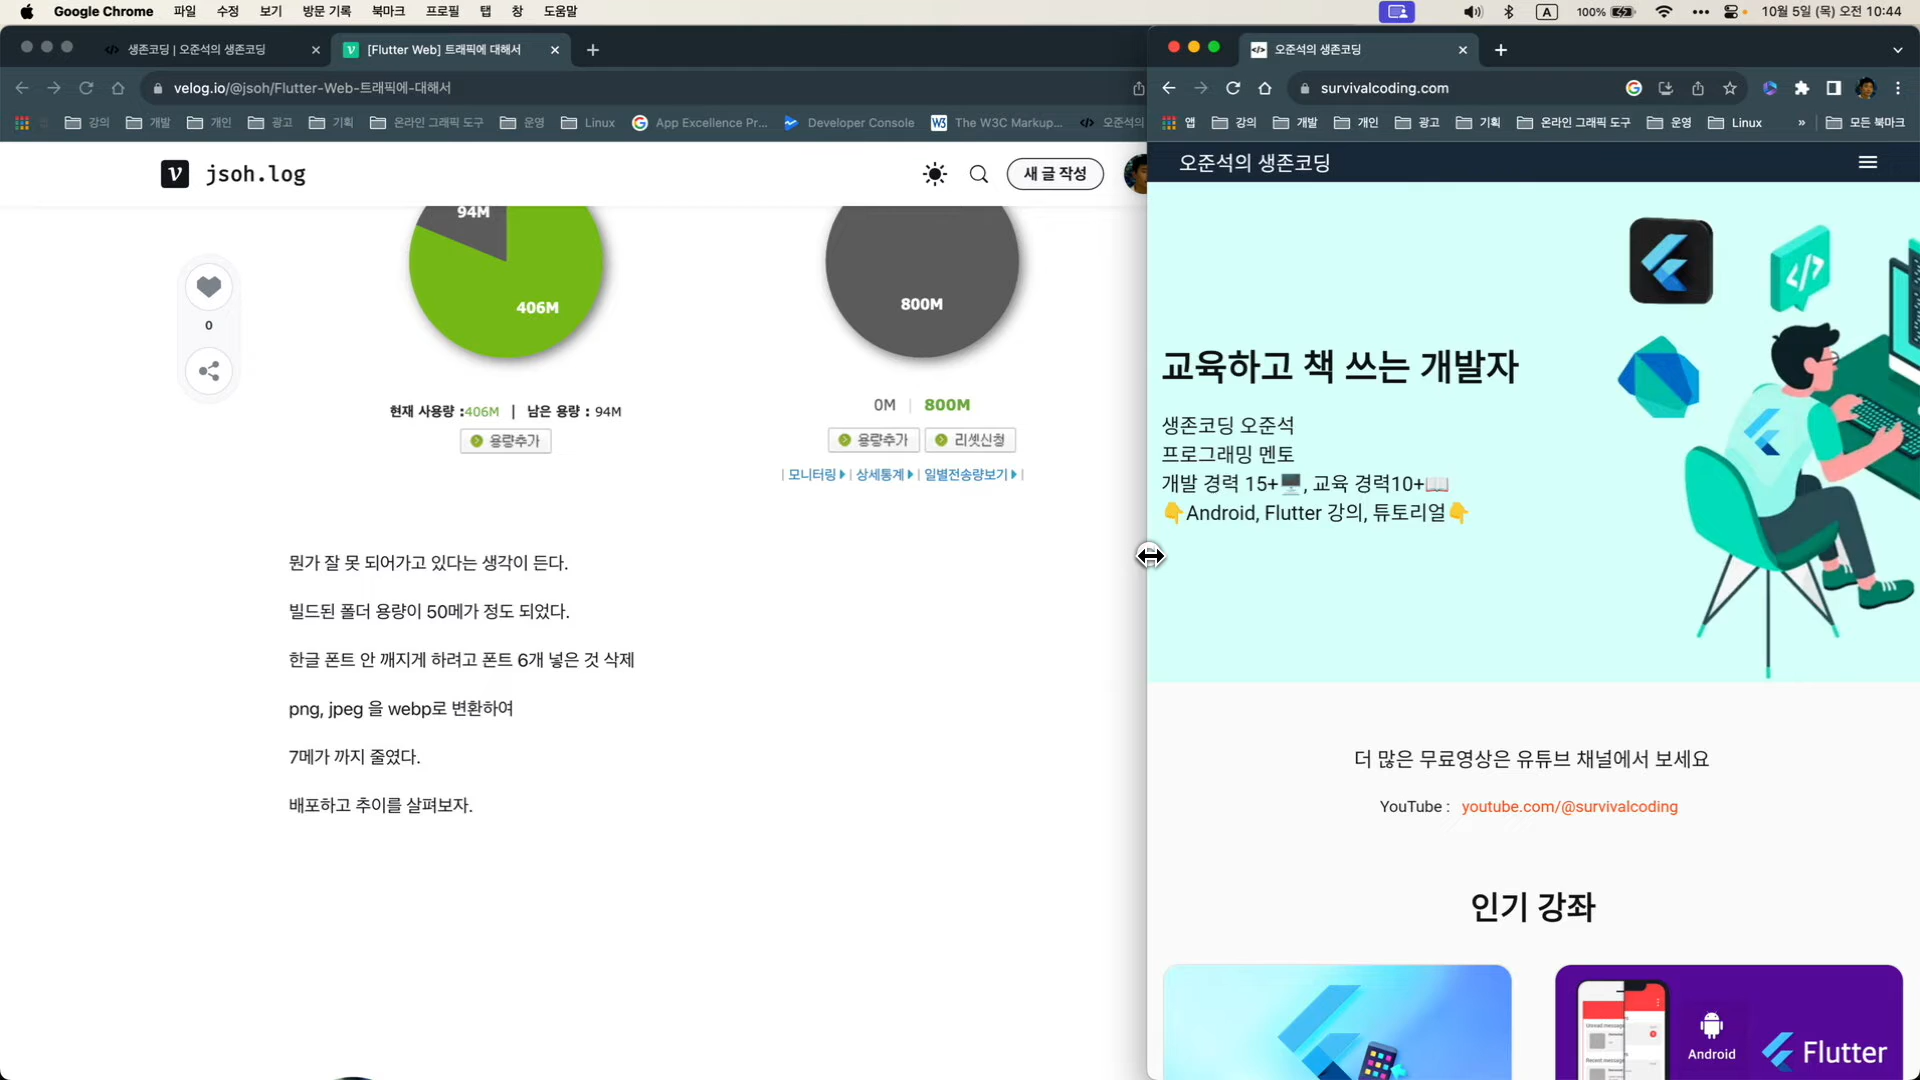 Google Chrome 파일 수정 보기 방문 기록 북마크 프로필 탭 창 도움말
A 100% 10월 5일 (목) 오전 10:44
생존코딩 | 오준석의 생존코딩
[Flutter Web] 트래픽에 대해서
velog.io/@jsoh/Flutter-Web-트래픽에-대해서
강의 개발 개인 광고 기획 온라인 그래픽 도구 운영 Linux App Excellence Pr... Developer Console The W3C Markup... 오준석의
jsoh.log
새 글 작성
94M
406M
800M
0
현재 사용량 :406M | 남은 용량 : 94M
용량추가
0M | 800M
용량추가 리셋신청
| 모니터링 | 상세통계 | 일별전송량보기 |
뭔가 잘 못 되어가고 있다는 생각이 든다.
빌드된 폴더 용량이 50메가 정도 되었다.
한글 폰트 안 깨지게 하려고 폰트 6개 넣은 것 삭제
png, jpeg 을 webp로 변환하여
7메가 까지 줄였다.
배포하고 추이를 살펴보자.
오준석의 생존코딩
survivalcoding.com
앱 강의 개발 개인 광고 기획 온라인 그래픽 도구 운영 Linux » 모든 북마크
오준석의 생존코딩
교육하고 책 쓰는 개발자
생존코딩 오준석
프로그래밍 멘토
개발 경력 15+🖥️, 교육 경력10+📖
👇Android, Flutter 강의, 튜토리얼👇
더 많은 무료영상은 유튜브 채널에서 보세요
YouTube : youtube.com/@survivalcoding
인기 강좌
Android
Flutter